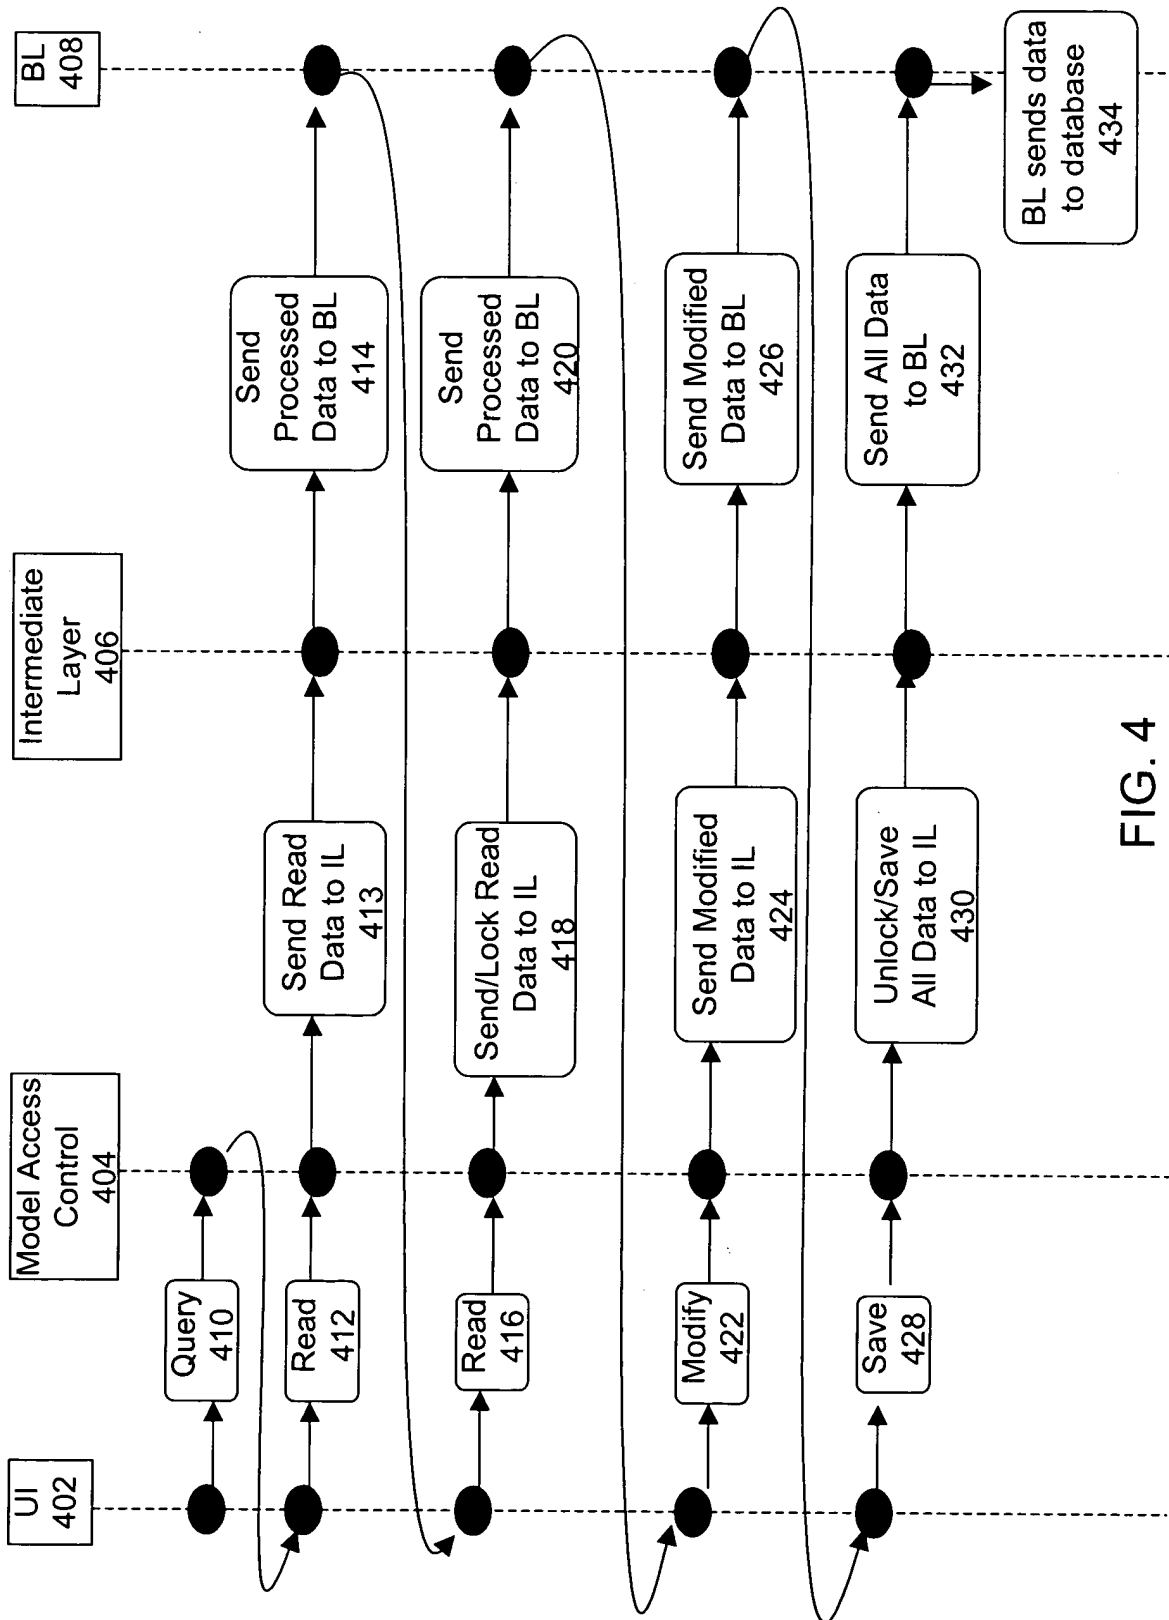 UI
402
Model Access
Control
404
Intermediate
Layer
406
BL
408
Query
410
Read
412
Send Read
Data to IL
413
Send
Processed
Data to BL
414
Read
416
Send/Lock Read
Data to IL
418
Send
Processed
Data to BL
420
Modify
422
Send Modified
Data to IL
424
Send Modified
Data to BL
426
Save
428
Unlock/Save
All Data to IL
430
Send All Data
to BL
432
BL sends data
to database
434
FIG. 4